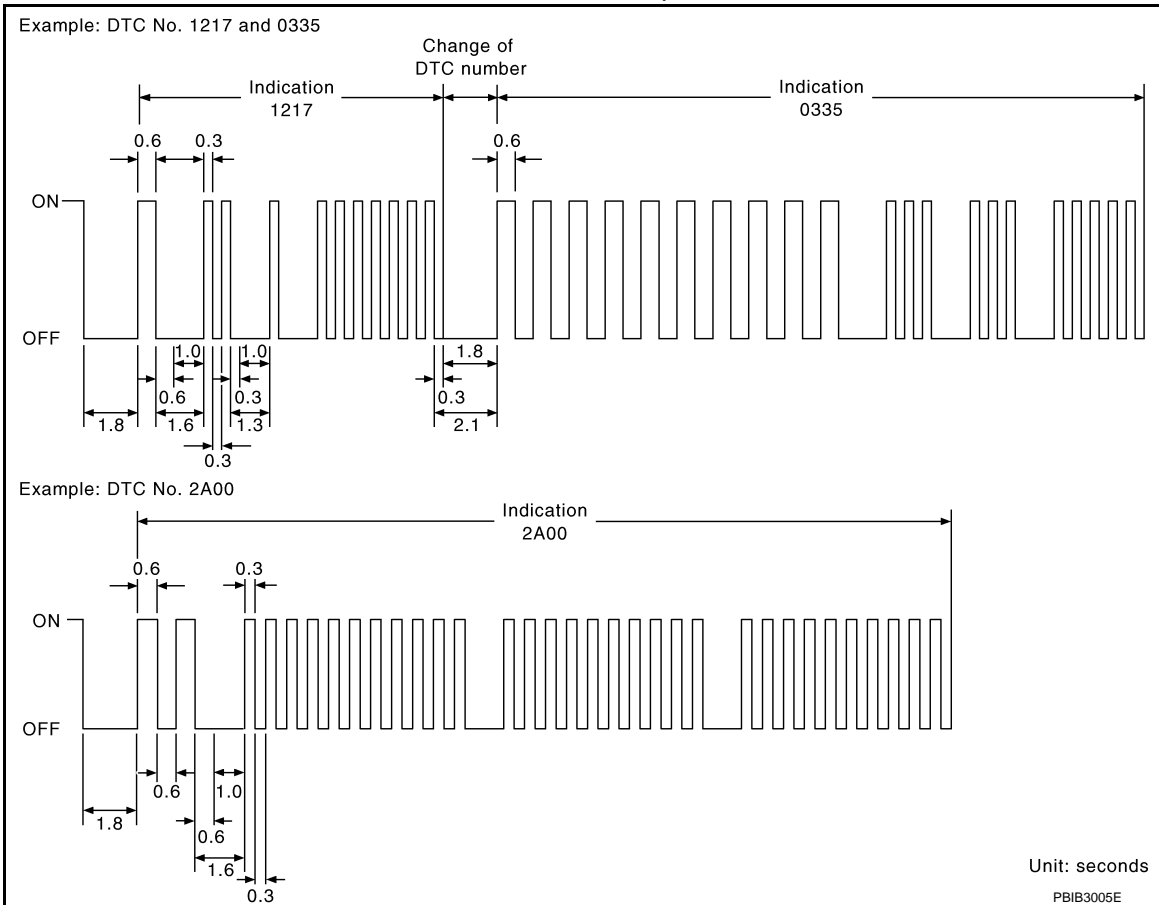 Example: DTC No. 1217 and 0335
Change of
DTC number
Indication
1217
Indication
0335
0.6
0.3
0.6
ON
OFF
1.0
1.0
1.8
0.6
0.3
0.3
1.8
1.6
1.3
2.1
0.3
Example: DTC No. 2A00
Indication
2A00
0.6
0.3
ON
OFF
0.6
1.0
1.8
0.6
1.6
0.3
Unit: seconds
PBIB3005E